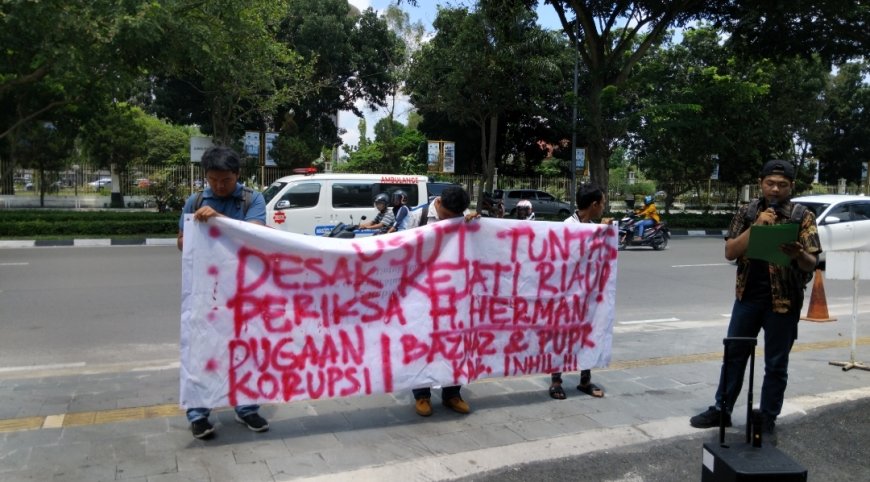 AMBULANCE
USUT TUNTAS
: DESAK KEJATI RIAU!
: PERIKSA H. HERMAN
: DUGAAN KORUPSI | BAZNAZ & PUPR KAB. INHIL !!!